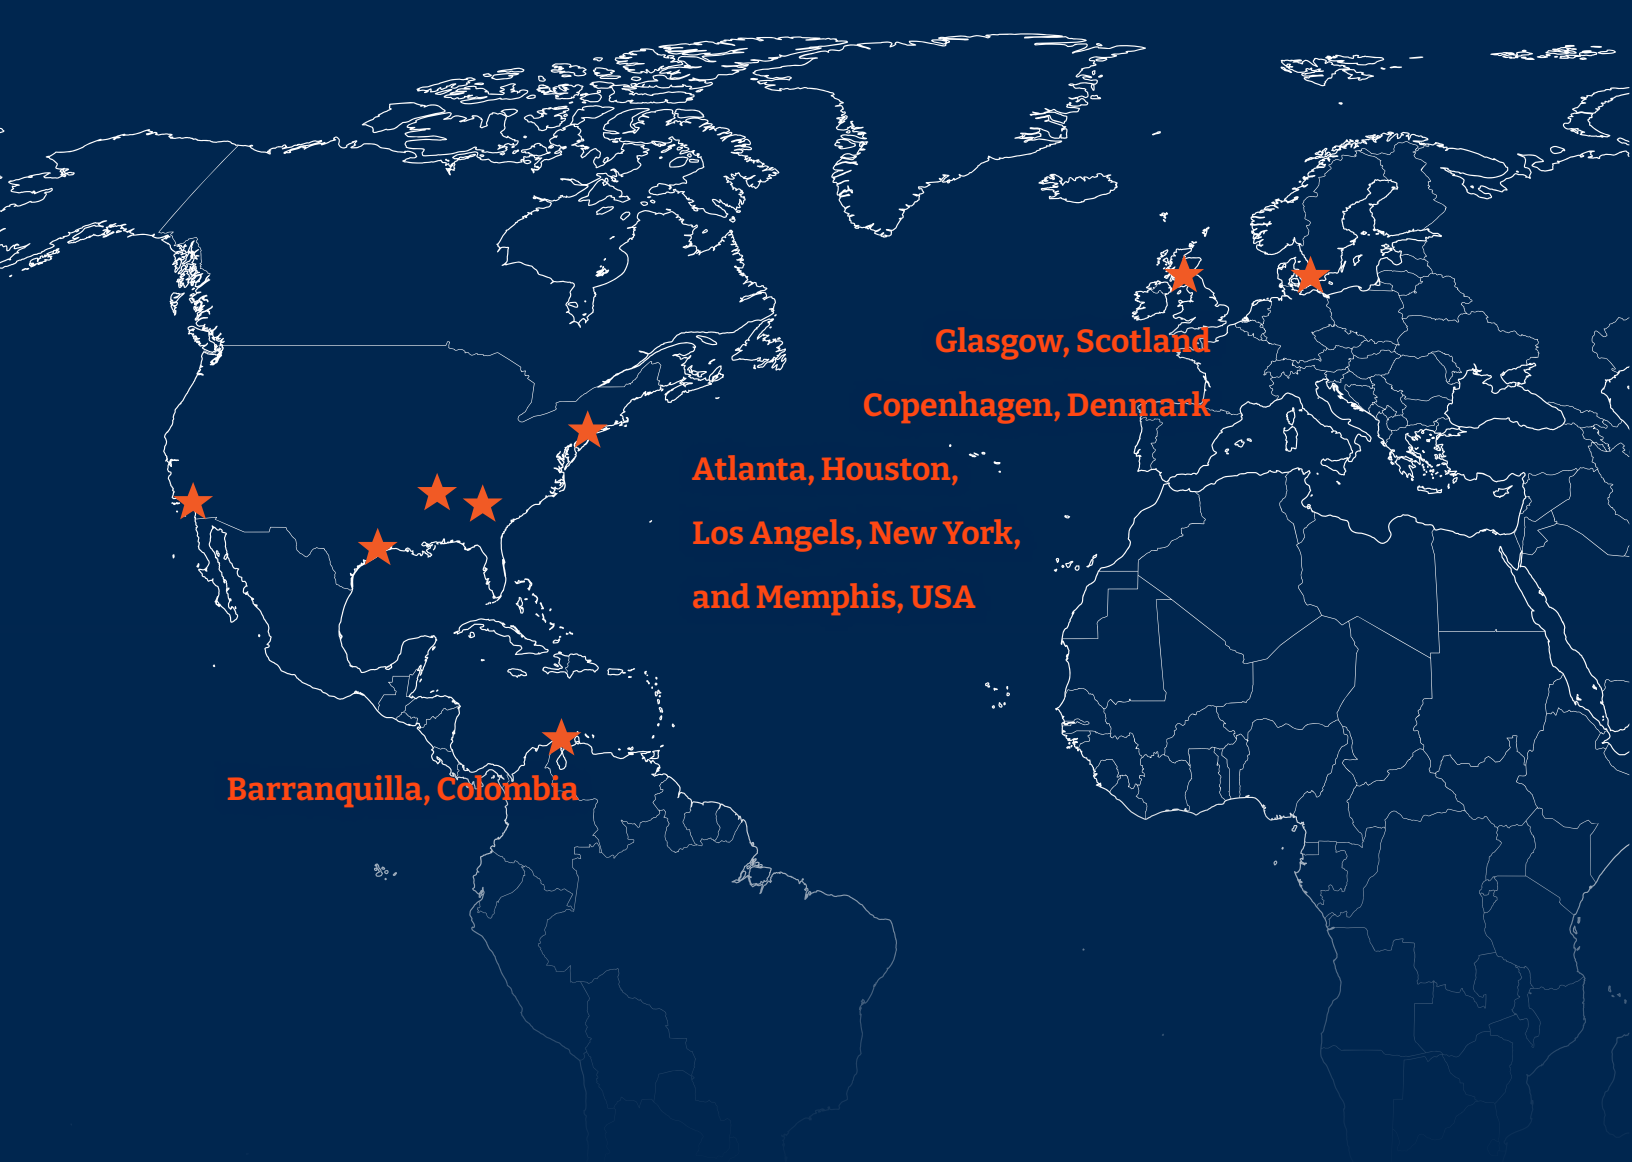 Glasgow, Scotland
Copenhagen, Denmark
Atlanta, Houston,
Los Angels, New York,
and Memphis, USA
Barranquilla, Colombia